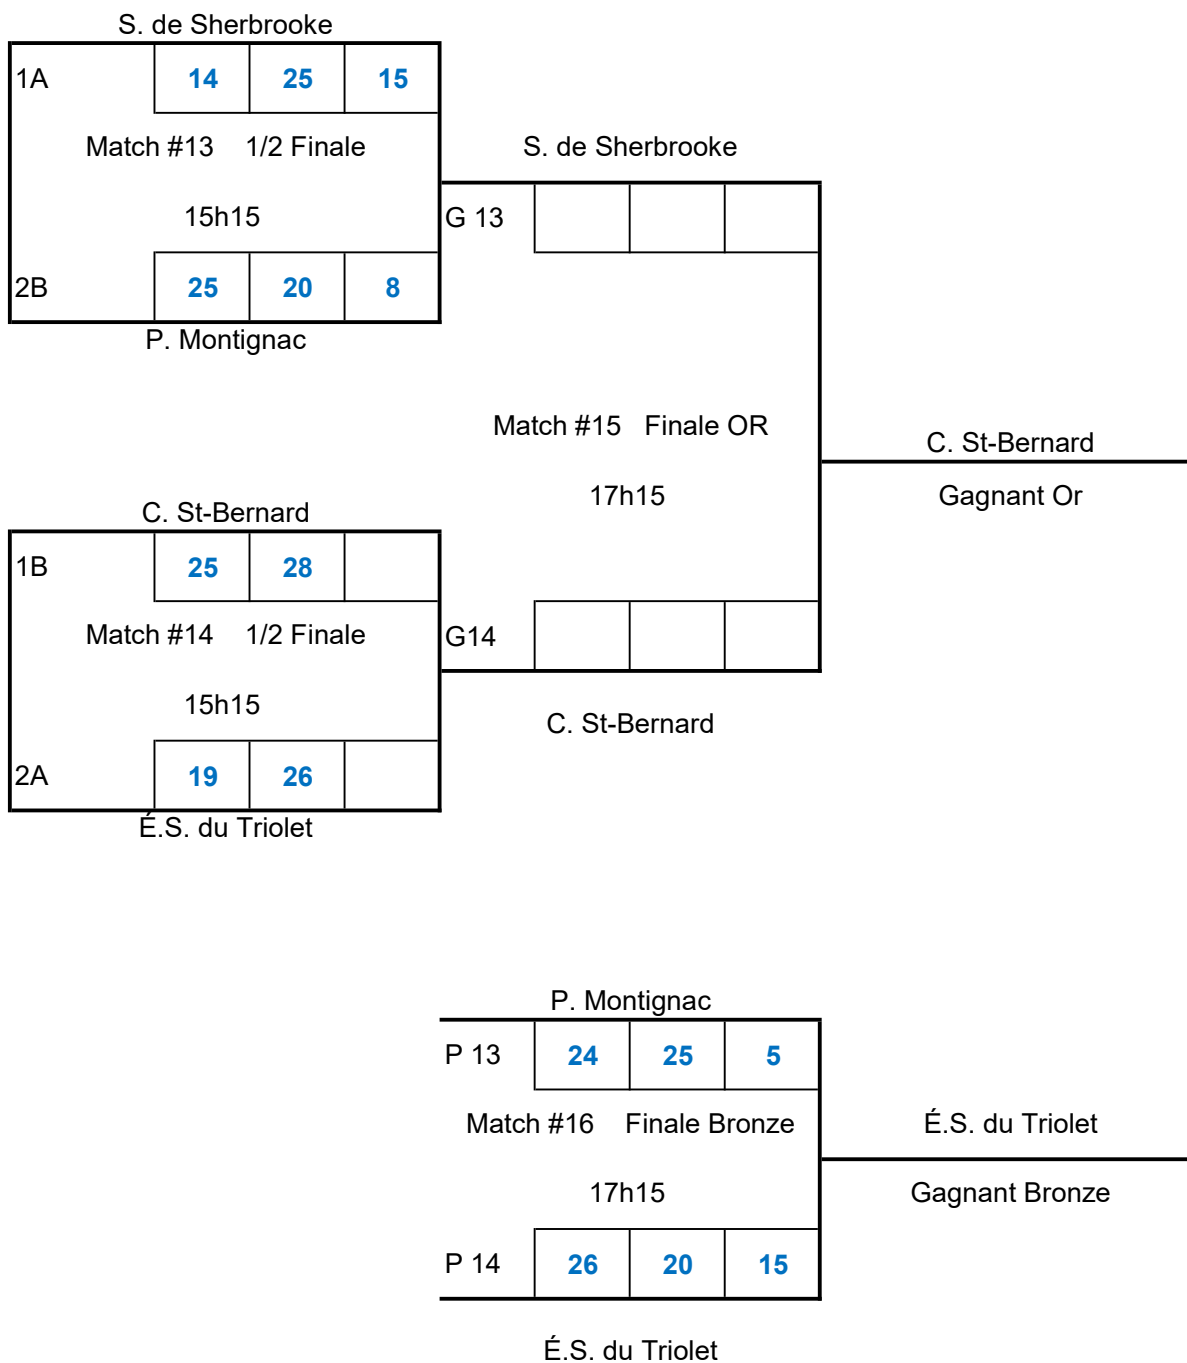 S. de Sherbrooke
1A 14 25 15
Match #13 1/2 Finale
15h15
2B 25 20 8
P. Montignac
S. de Sherbrooke
G 13
Match #15 Finale OR
17h15
C. St-Bernard
Gagnant Or
C. St-Bernard
1B 25 28
Match #14 1/2 Finale
15h15
2A 19 26
É.S. du Triolet
G14
C. St-Bernard
P. Montignac
P 13 24 25 5
Match #16 Finale Bronze
17h15
P 14 26 20 15
É.S. du Triolet
É.S. du Triolet
Gagnant Bronze